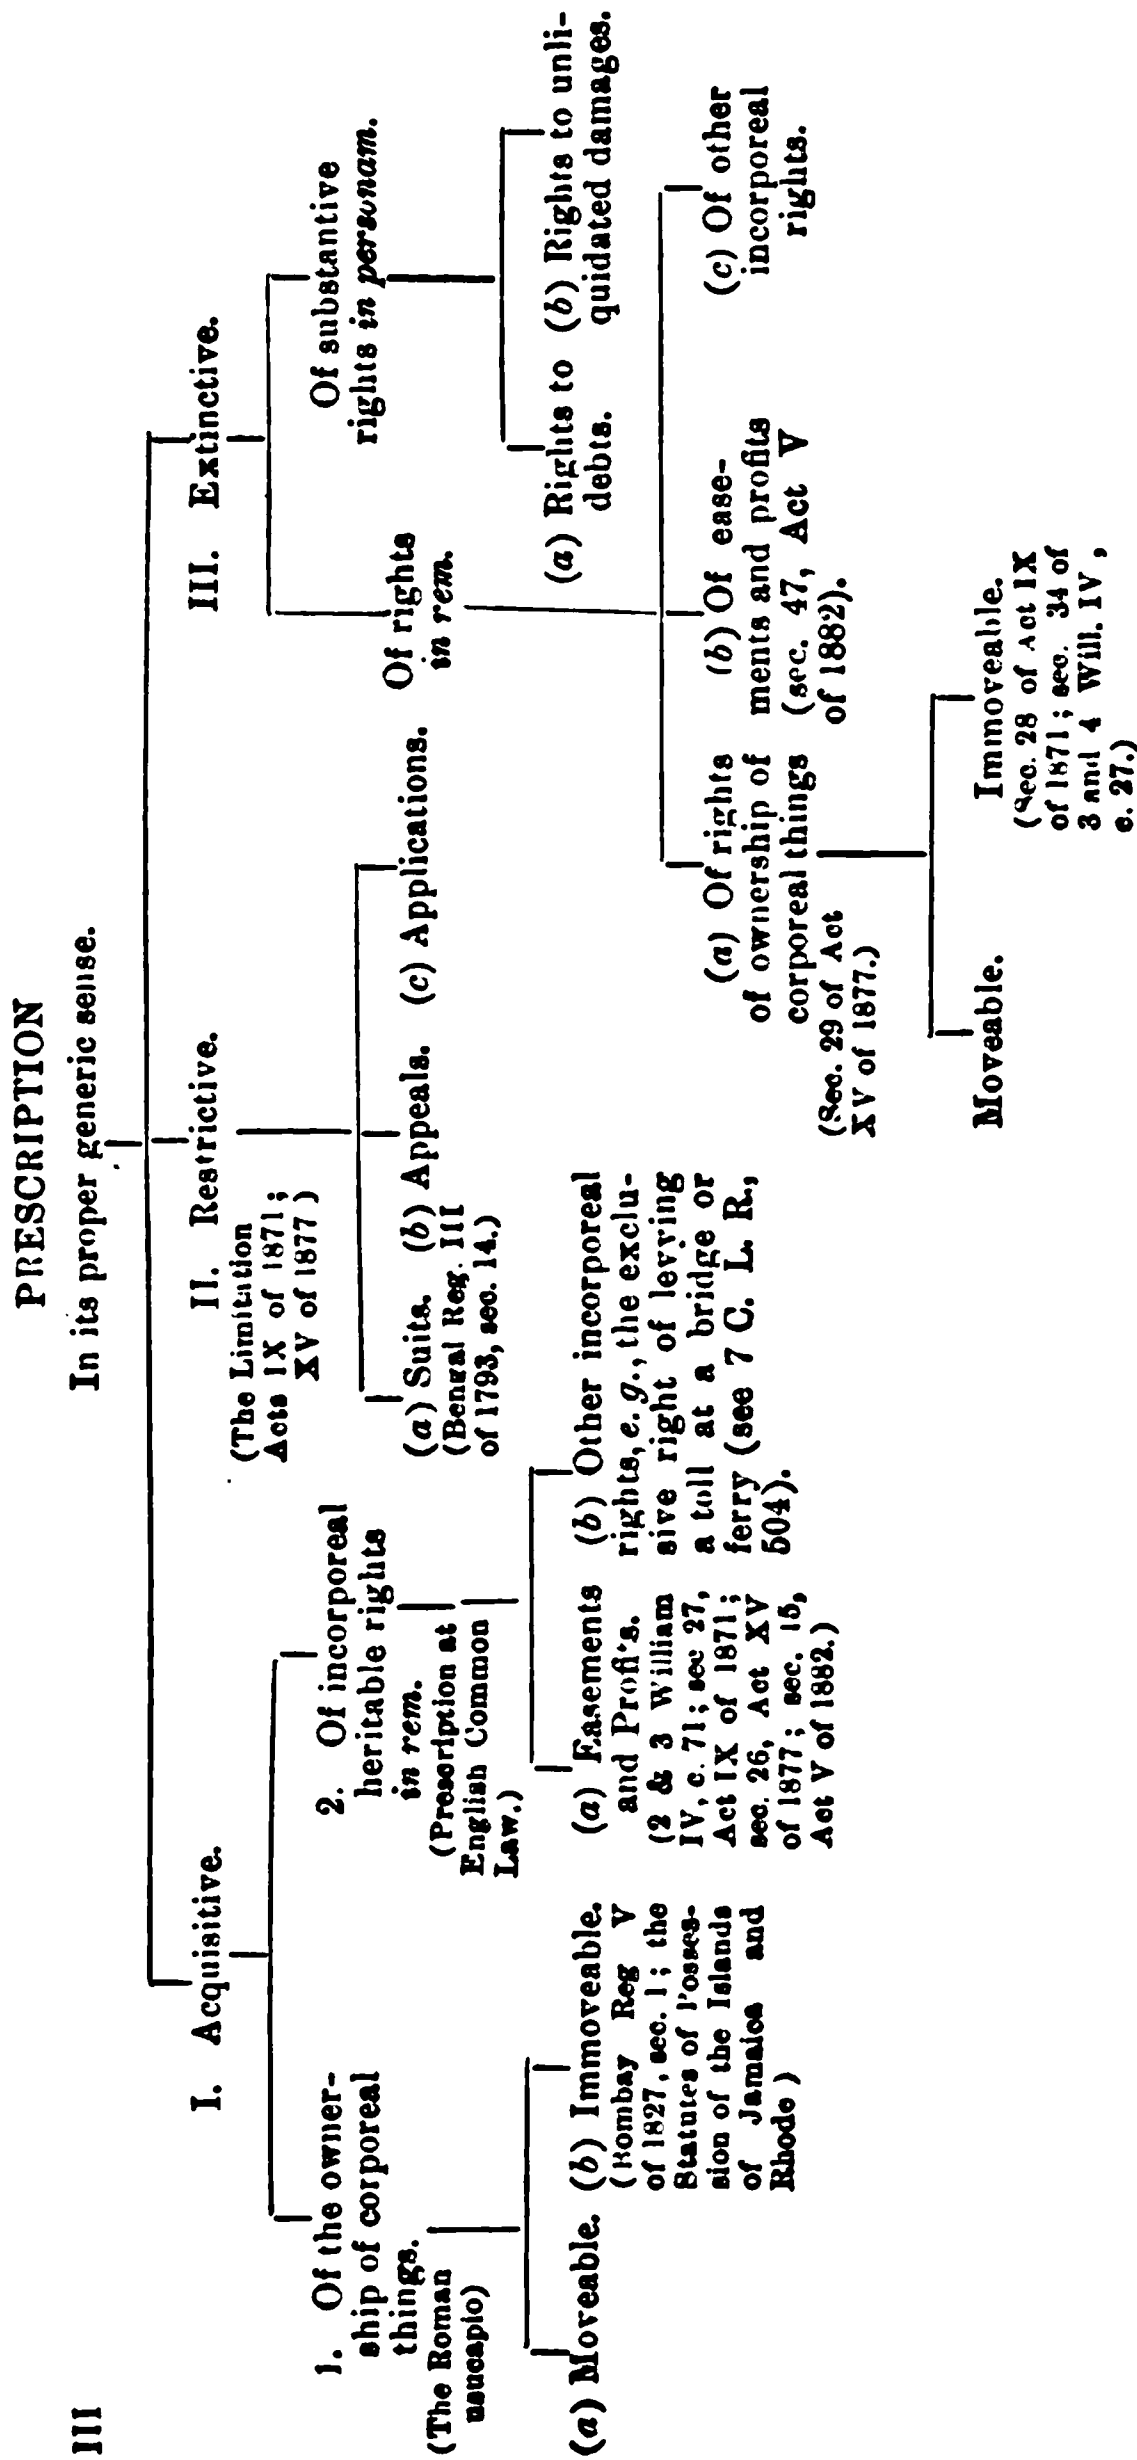 III
PRESCRIPTION
In its proper generic sense.
I. Acquisitive.
1. Of the owner-
ship of corporeal
things.
(The Roman
usucapio)
(a) Moveable.
(b) Immoveable.
(Bombay Reg V
of 1827, sec. 1; the
Statutes of Posses-
sion of the Islands
of Jamaica and
Rhode)
2. Of incorporeal
heritable rights
in rem.
(Prescription at
English Common
Law.)
(a) Easements
and Profi's.
(2 & 3 William
IV, c. 71; sec 27,
Act IX of 1871;
sec. 26, Act XV
of 1877; sec. 15,
Act V of 1882.)
(b) Other incorporeal
rights, e. g., the exclu-
sive right of levying
a toll at a bridge or
ferry (see 7 C. L. R.,
504).
II. Restrictive.
(The Limitation
Acts IX of 1871;
XV of 1877)
(a) Suits. (b) Appeals. (c) Applications.
(Bengal Reg. III
of 1793, sec. 14.)
III. Extinctive.
Of rights
in rem.
(a) Of rights
of ownership of
corporeal things
(Sec. 29 of Act
XV of 1877.)
Moveable.
Immoveable.
(Sec. 28 of Act IX
of 1871; sec. 34 of
3 and 4 Will. IV,
c. 27.)
(b) Of ease-
ments and profits
(sec. 47, Act V
of 1882).
(c) Of other
incorporeal
rights.
Of substantive
rights in personam.
(a) Rights to
debts.
(b) Rights to unli-
quidated damages.